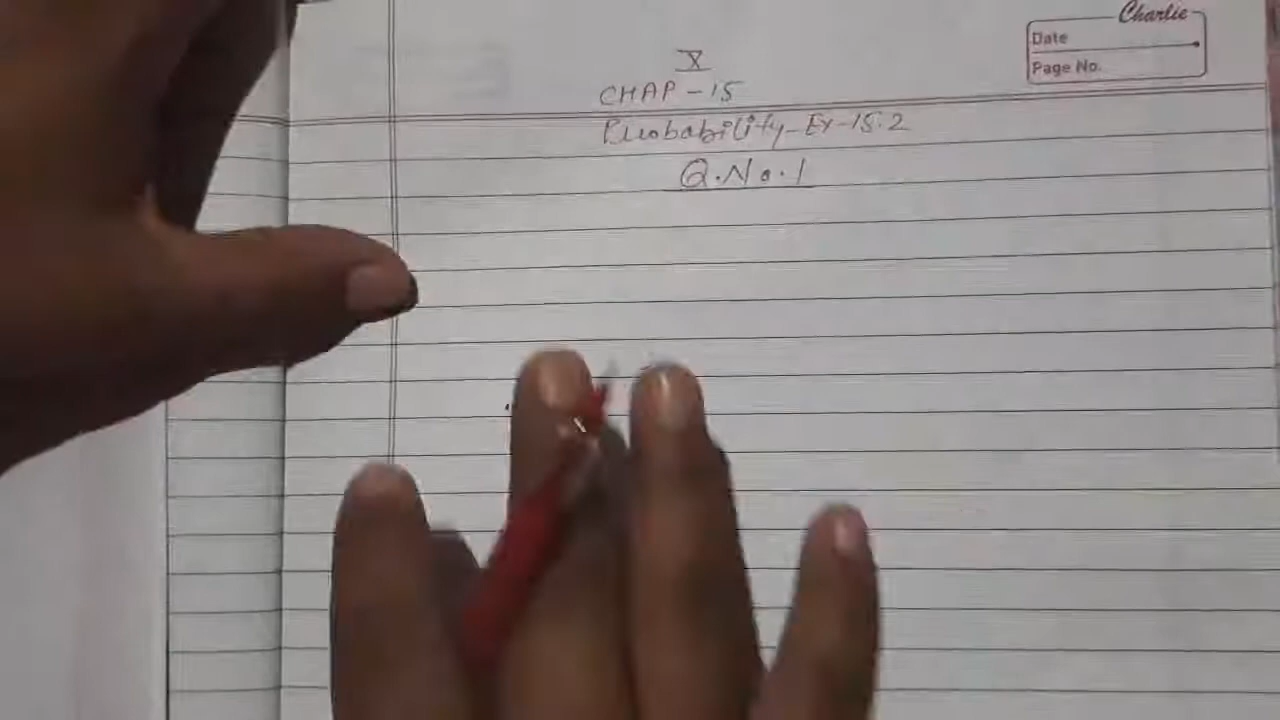 Charlie
Date
Page No.
X
CHAP-15
Probability-Ex-15.2
Q.No.1